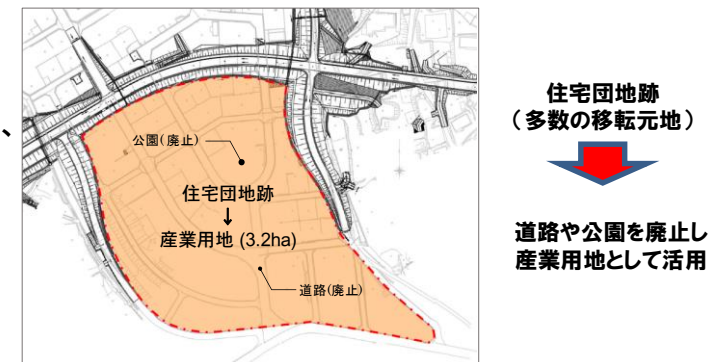 、
公園(廃止)
住宅団地跡
↓
産業用地 (3.2ha)
道路(廃止)
住宅団地跡
(多数の移転元地)
道路や公園を廃止し
産業用地として活用